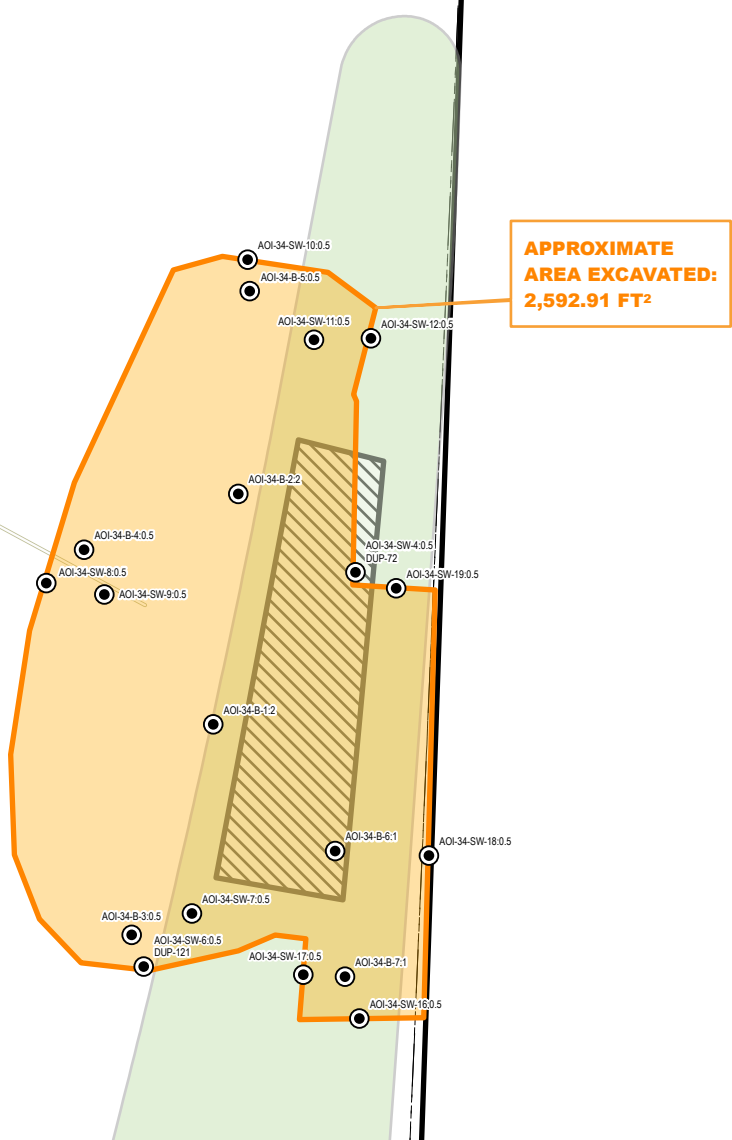 AOI-34-SW-10:0.5
APPROXIMATE
AREA EXCAVATED:
2,592.91 FT²
AOI-34-B-5:0.5
AOI-34-SW-11:0.5
AOI-34-SW-12:0.5
AOI-34-B-2:2
AOI-34-B-4:0.5
AOI-34-SW-4:0.5
DUP-72
AOI-34-SW-8:0.5
AOI-34-SW-19:0.5
AOI-34-SW-9:0.5
AOI-34-B-1:2
AOI-34-B-6:1
AOI-34-SW-18:0.5
AOI-34-SW-7:0.5
AOI-34-B-3:0.5
AOI-34-SW-6:0.5
DUP-121
AOI-34-SW-17:0.5
AOI-34-B-7:1
AOI-34-SW-16:0.5